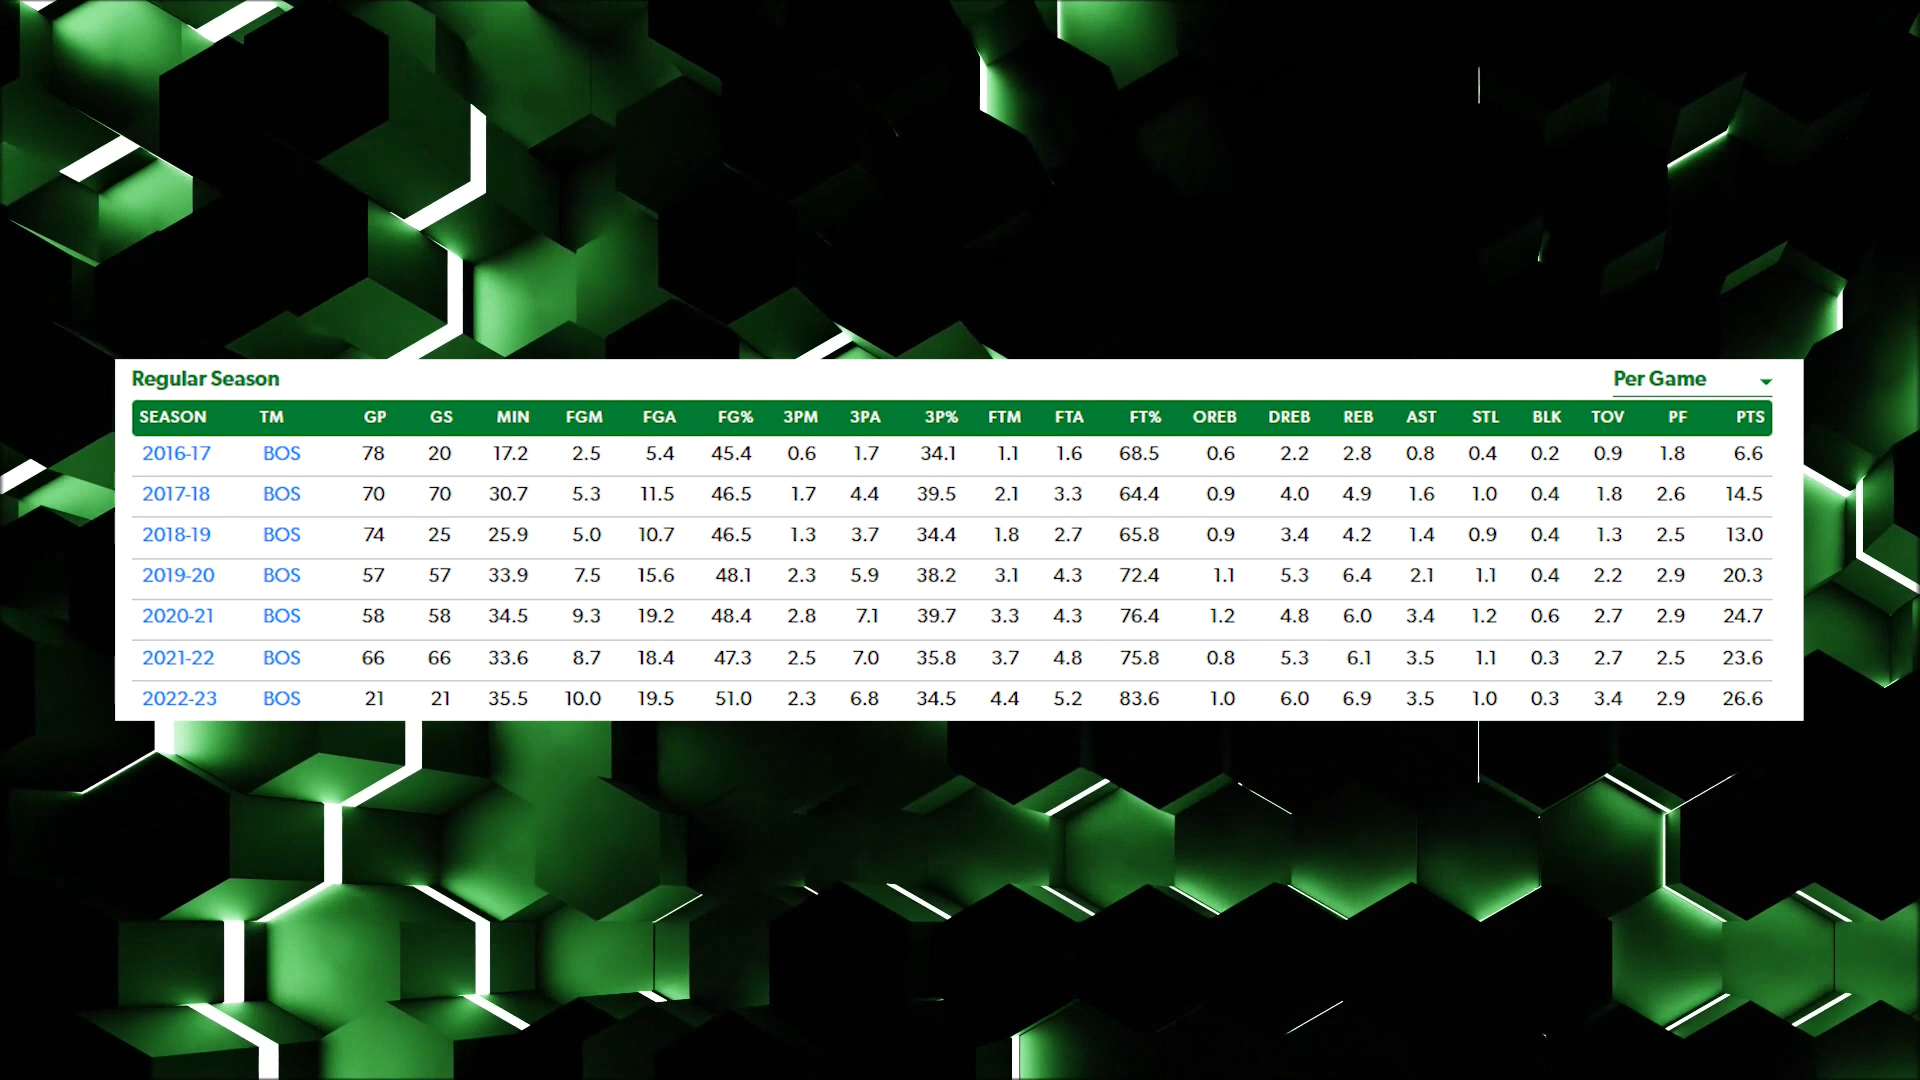 Regular Season Per Game
SEASON TM GP GS MIN FGM FGA FG% 3PM 3PA 3P% FTM FTA FT% OREB DREB REB AST STL BLK TOV PF PTS
2016-17 BOS 78 20 17.2 2.5 5.4 45.4 0.6 1.7 34.1 1.1 1.6 68.5 0.6 2.2 2.8 0.8 0.4 0.2 0.9 1.8 6.6
2017-18 BOS 70 70 30.7 5.3 11.5 46.5 1.7 4.4 39.5 2.1 3.3 64.4 0.9 4.0 4.9 1.6 1.0 0.4 1.8 2.6 14.5
2018-19 BOS 74 25 25.9 5.0 10.7 46.5 1.3 3.7 34.4 1.8 2.7 65.8 0.9 3.4 4.2 1.4 0.9 0.4 1.3 2.5 13.0
2019-20 BOS 57 57 33.9 7.5 15.6 48.1 2.3 5.9 38.2 3.1 4.3 72.4 1.1 5.3 6.4 2.1 1.1 0.4 2.2 2.9 20.3
2020-21 BOS 58 58 34.5 9.3 19.2 48.4 2.8 7.1 39.7 3.3 4.3 76.4 1.2 4.8 6.0 3.4 1.2 0.6 2.7 2.9 24.7
2021-22 BOS 66 66 33.6 8.7 18.4 47.3 2.5 7.0 35.8 3.7 4.8 75.8 0.8 5.3 6.1 3.5 1.1 0.3 2.7 2.5 23.6
2022-23 BOS 21 21 35.5 10.0 19.5 51.0 2.3 6.8 34.5 4.4 5.2 83.6 1.0 6.0 6.9 3.5 1.0 0.3 3.4 2.9 26.6